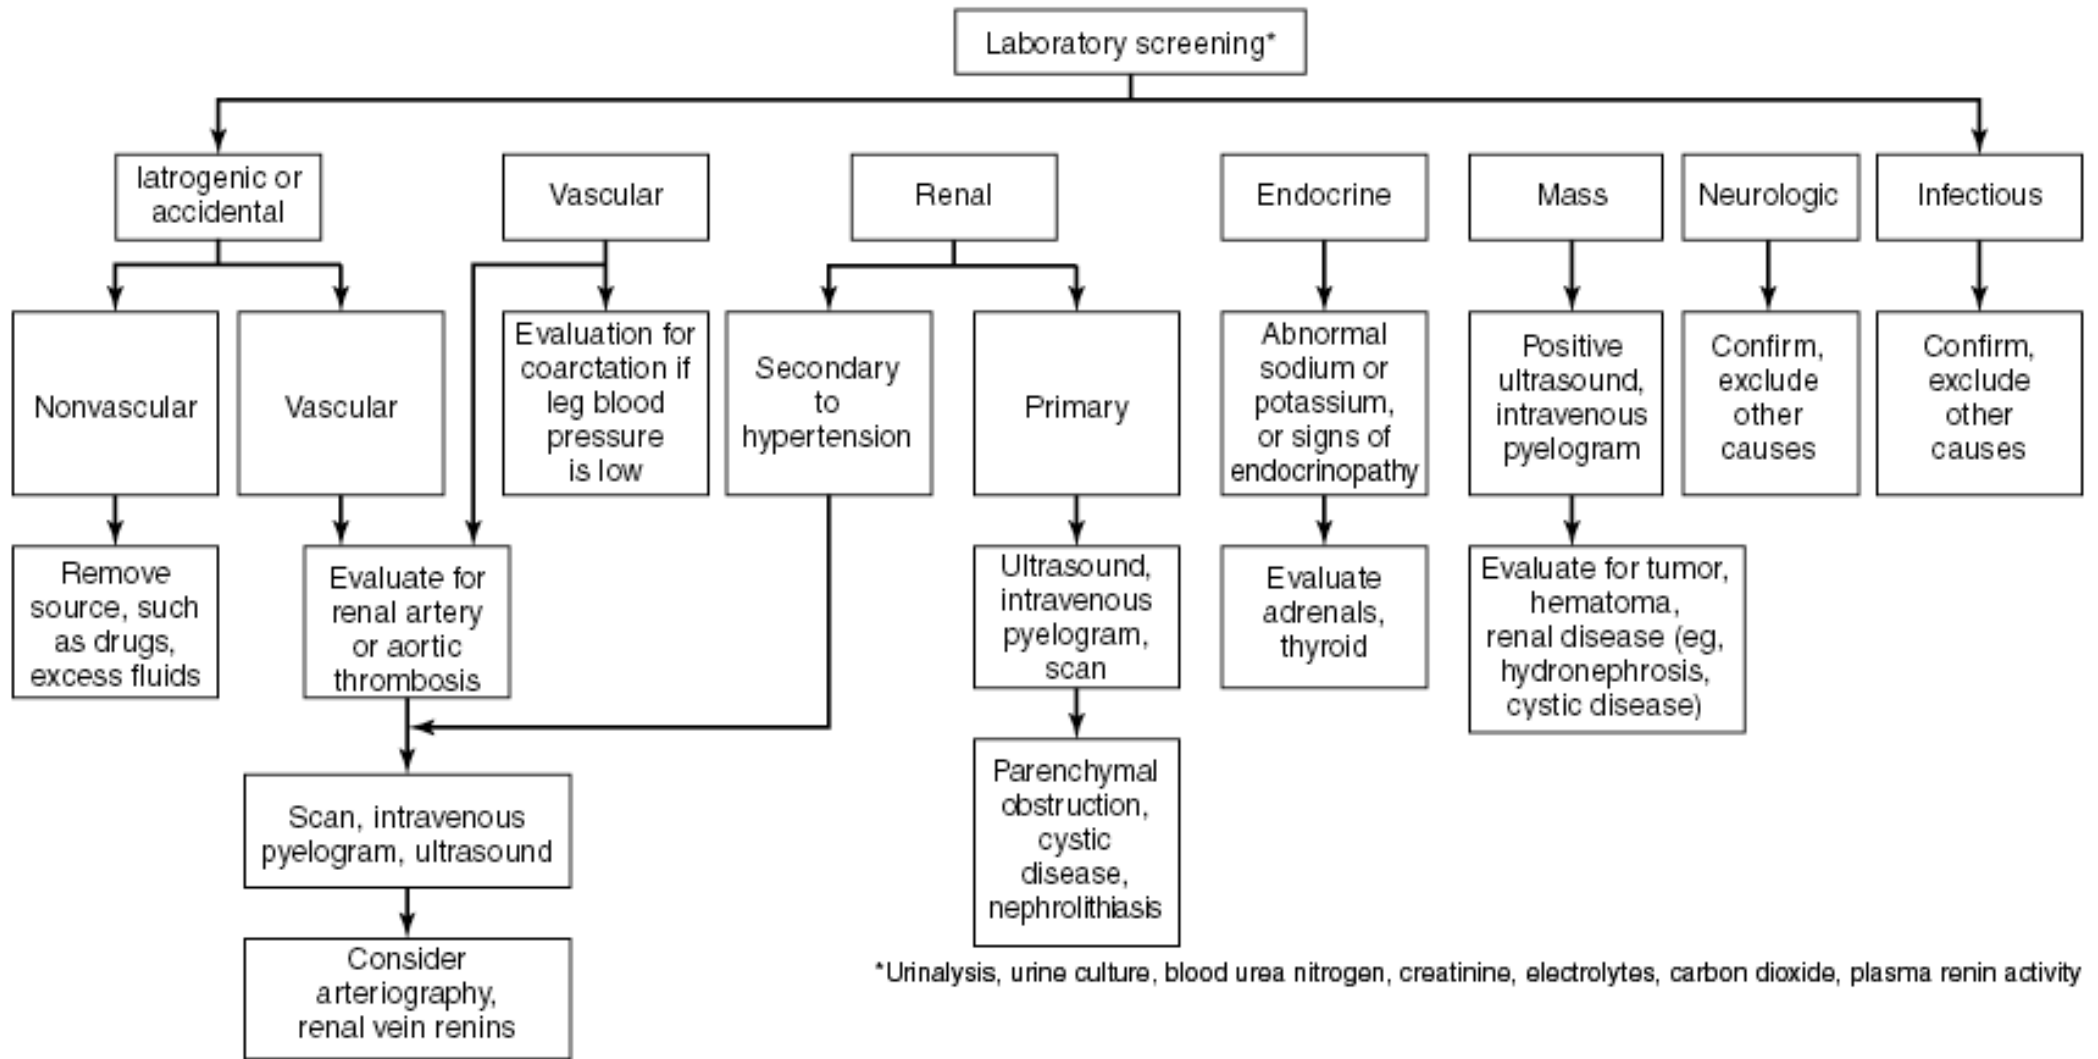 Laboratory screening*
Iatrogenic or
accidental
Vascular
Renal
Endocrine
Mass
Neurologic
Infectious
Nonvascular
Vascular
Evaluation for
coarctation if
leg blood
pressure
is low
Secondary
to
hypertension
Primary
Abnormal
sodium or
potassium,
or signs of
endocrinopathy
Positive
ultrasound,
intravenous
pyelogram
Confirm,
exclude
other
causes
Confirm,
exclude
other
causes
Remove
source, such
as drugs,
excess fluids
Evaluate for
renal artery
or aortic
thrombosis
Ultrasound,
intravenous
pyelogram,
scan
Evaluate
adrenals,
thyroid
Evaluate for tumor,
hematoma,
renal disease (eg,
hydronephrosis,
cystic disease)
Scan, intravenous
pyelogram, ultrasound
Parenchymal
obstruction,
cystic
disease,
nephrolithiasis
Consider
arteriography,
renal vein renins
*Urinalysis, urine culture, blood urea nitrogen, creatinine, electrolytes, carbon dioxide, plasma renin activity